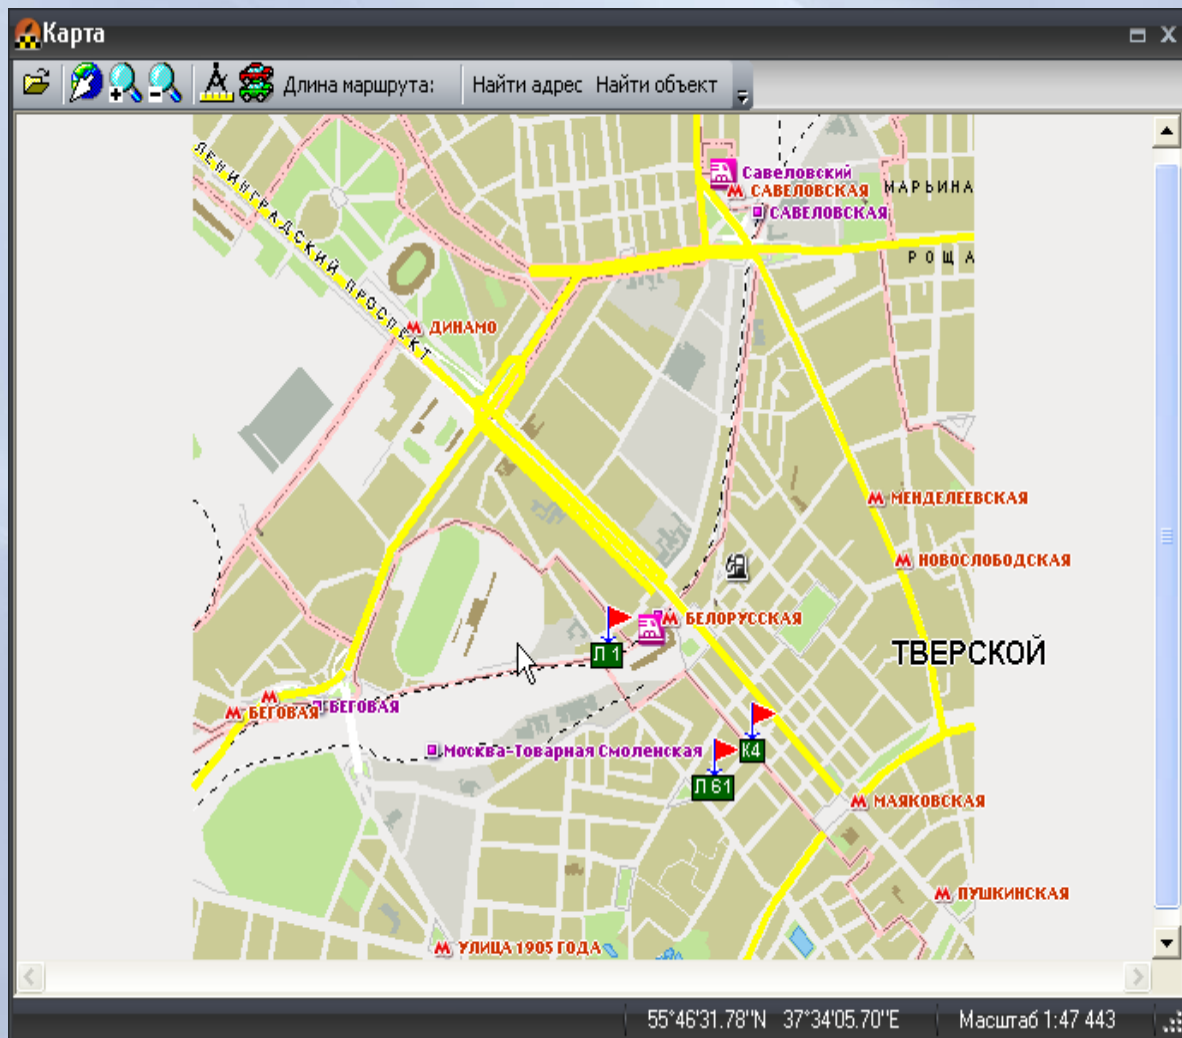 Карта
Длина маршрута: Найти адрес Найти объект
ЛЕНИНГРАДСКИЙ ПРОСПЕКТ
Савеловский
САВЕЛОВСКАЯ
САВЕЛОВСКАЯ
МАРЬИНА
РОЩА
ДИНАМО
МЕНДЕЛЕЕВСКАЯ
НОВОСЛОБОДСКАЯ
БЕЛОРУССКАЯ
Л 1
ТВЕРСКОЙ
БЕГОВАЯ
БЕГОВАЯ
Москва-Товарная Смоленская
К4
Л 61
МАЯКОВСКАЯ
ПУШКИНСКАЯ
УЛИЦА 1905 ГОДА
55°46'31.78"N 37°34'05.70"E Масштаб 1:47 443